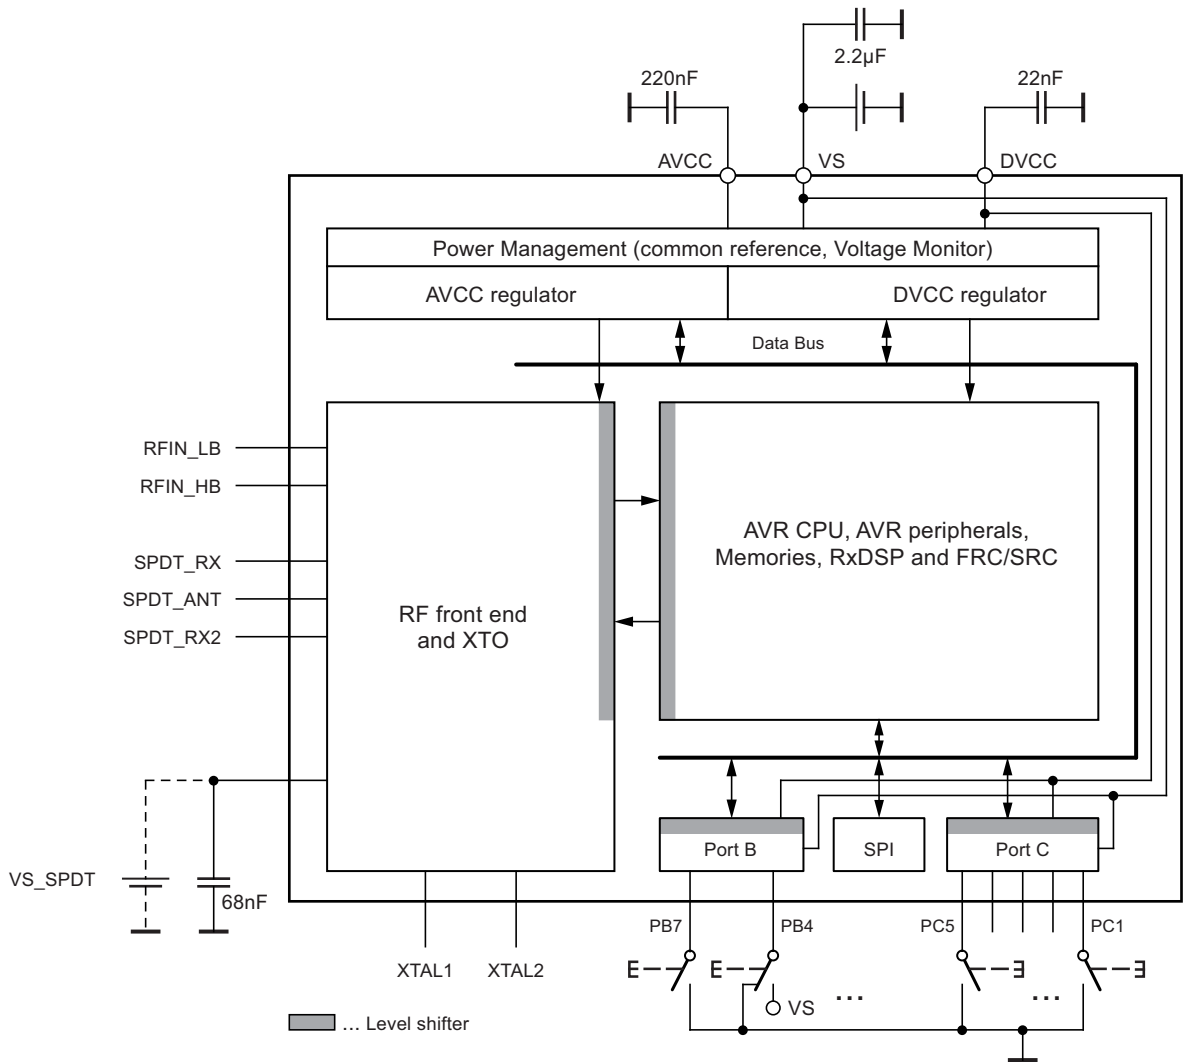 2.2µF
220nF
22nF
AVCC
VS
DVCC
Power Management (common reference, Voltage Monitor)
AVCC regulator
DVCC regulator
Data Bus
RFIN_LB
RFIN_HB
SPDT_RX
SPDT_ANT
SPDT_RX2
RF front end
and XTO
AVR CPU, AVR peripherals,
Memories, RxDSP and FRC/SRC
VS_SPDT
68nF
Port B
SPI
Port C
PB7
PB4
PC5
PC1
XTAL1
XTAL2
VS
...
...
... Level shifter